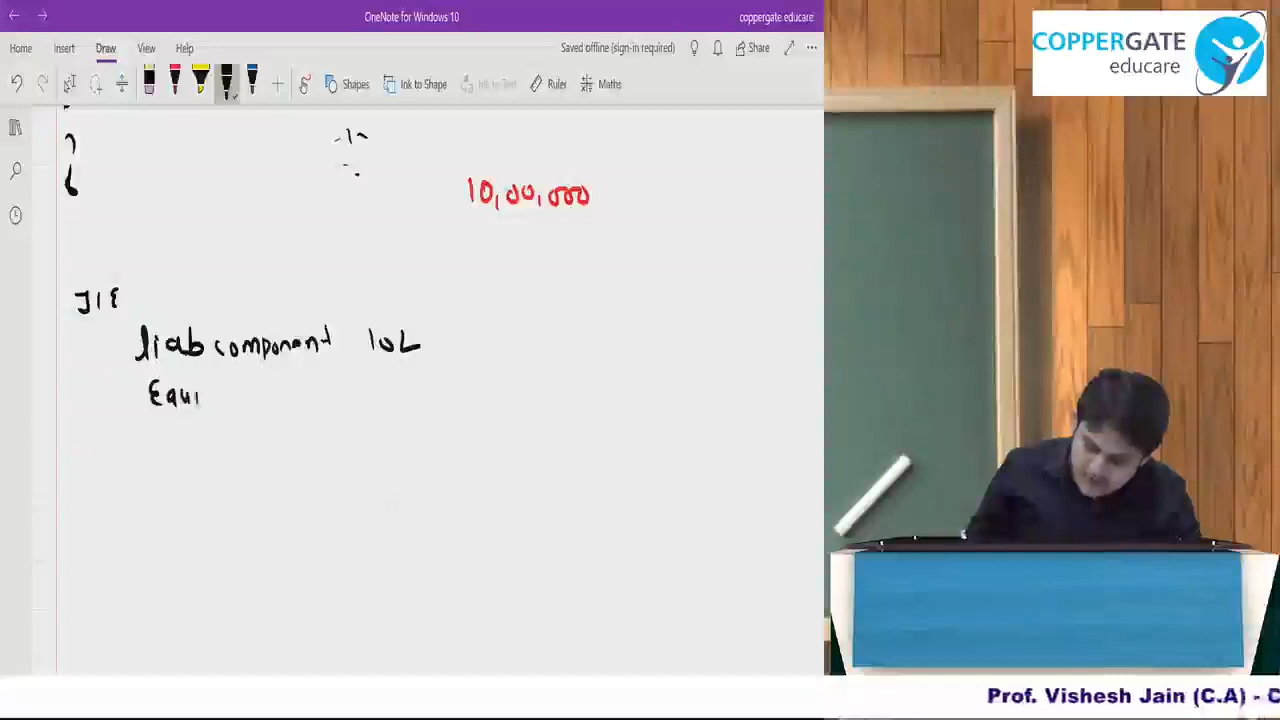 OneNote for Windows 10
coppergate educare
Home Insert Draw View Help
Saved offline (sign-in required)
Share
Shapes
Ink to Shape
Ink to Text
Ruler
Maths
COPPERGATE
educare
10,00,000
JIE
liab component 10L
Equi
Prof. Vishesh Jain (C.A) - C